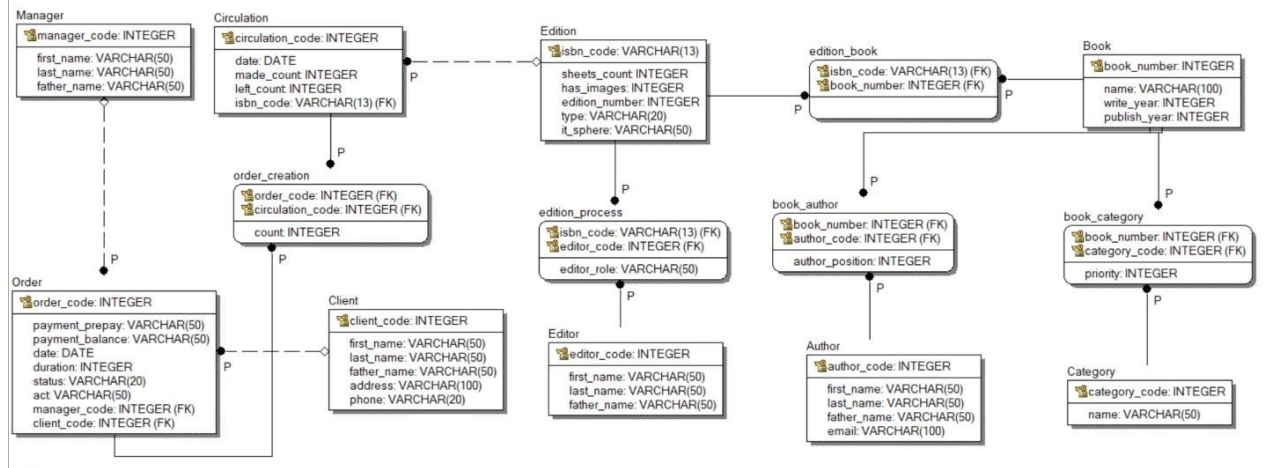 Manager
manager_code: INTEGER
first_name: VARCHAR(50)
last_name: VARCHAR(50)
father_name: VARCHAR(50)
Circulation
circulation_code: INTEGER
date: DATE
made_count: INTEGER
left_count: INTEGER
isbn_code: VARCHAR(13) (FK)
P
Edition
isbn_code: VARCHAR(13)
sheets_count: INTEGER
has_images: INTEGER
edition_number: INTEGER
type: VARCHAR(20)
it_sphere: VARCHAR(50)
P
edition_book
isbn_code: VARCHAR(13) (FK)
book_number: INTEGER (FK)
P
Book
book_number: INTEGER
name: VARCHAR(100)
write_year: INTEGER
publish_year: INTEGER
P
order_creation
order_code: INTEGER (FK)
circulation_code: INTEGER (FK)
count: INTEGER
P
P
edition_process
isbn_code: VARCHAR(13) (FK)
editor_code: INTEGER (FK)
editor_role: VARCHAR(50)
P
P
book_author
book_number: INTEGER (FK)
author_code: INTEGER (FK)
author_position: INTEGER
P
P
book_category
book_number: INTEGER (FK)
category_code: INTEGER (FK)
priority: INTEGER
P
P
Order
order_code: INTEGER
payment_prepay: VARCHAR(50)
payment_balance: VARCHAR(50)
date: DATE
duration: INTEGER
status: VARCHAR(20)
act: VARCHAR(50)
manager_code: INTEGER (FK)
client_code: INTEGER (FK)
P
Client
client_code: INTEGER
first_name: VARCHAR(50)
last_name: VARCHAR(50)
father_name: VARCHAR(50)
address: VARCHAR(100)
phone: VARCHAR(20)
Editor
editor_code: INTEGER
first_name: VARCHAR(50)
last_name: VARCHAR(50)
father_name: VARCHAR(50)
Author
author_code: INTEGER
first_name: VARCHAR(50)
last_name: VARCHAR(50)
father_name: VARCHAR(50)
email: VARCHAR(100)
Category
category_code: INTEGER
name: VARCHAR(50)